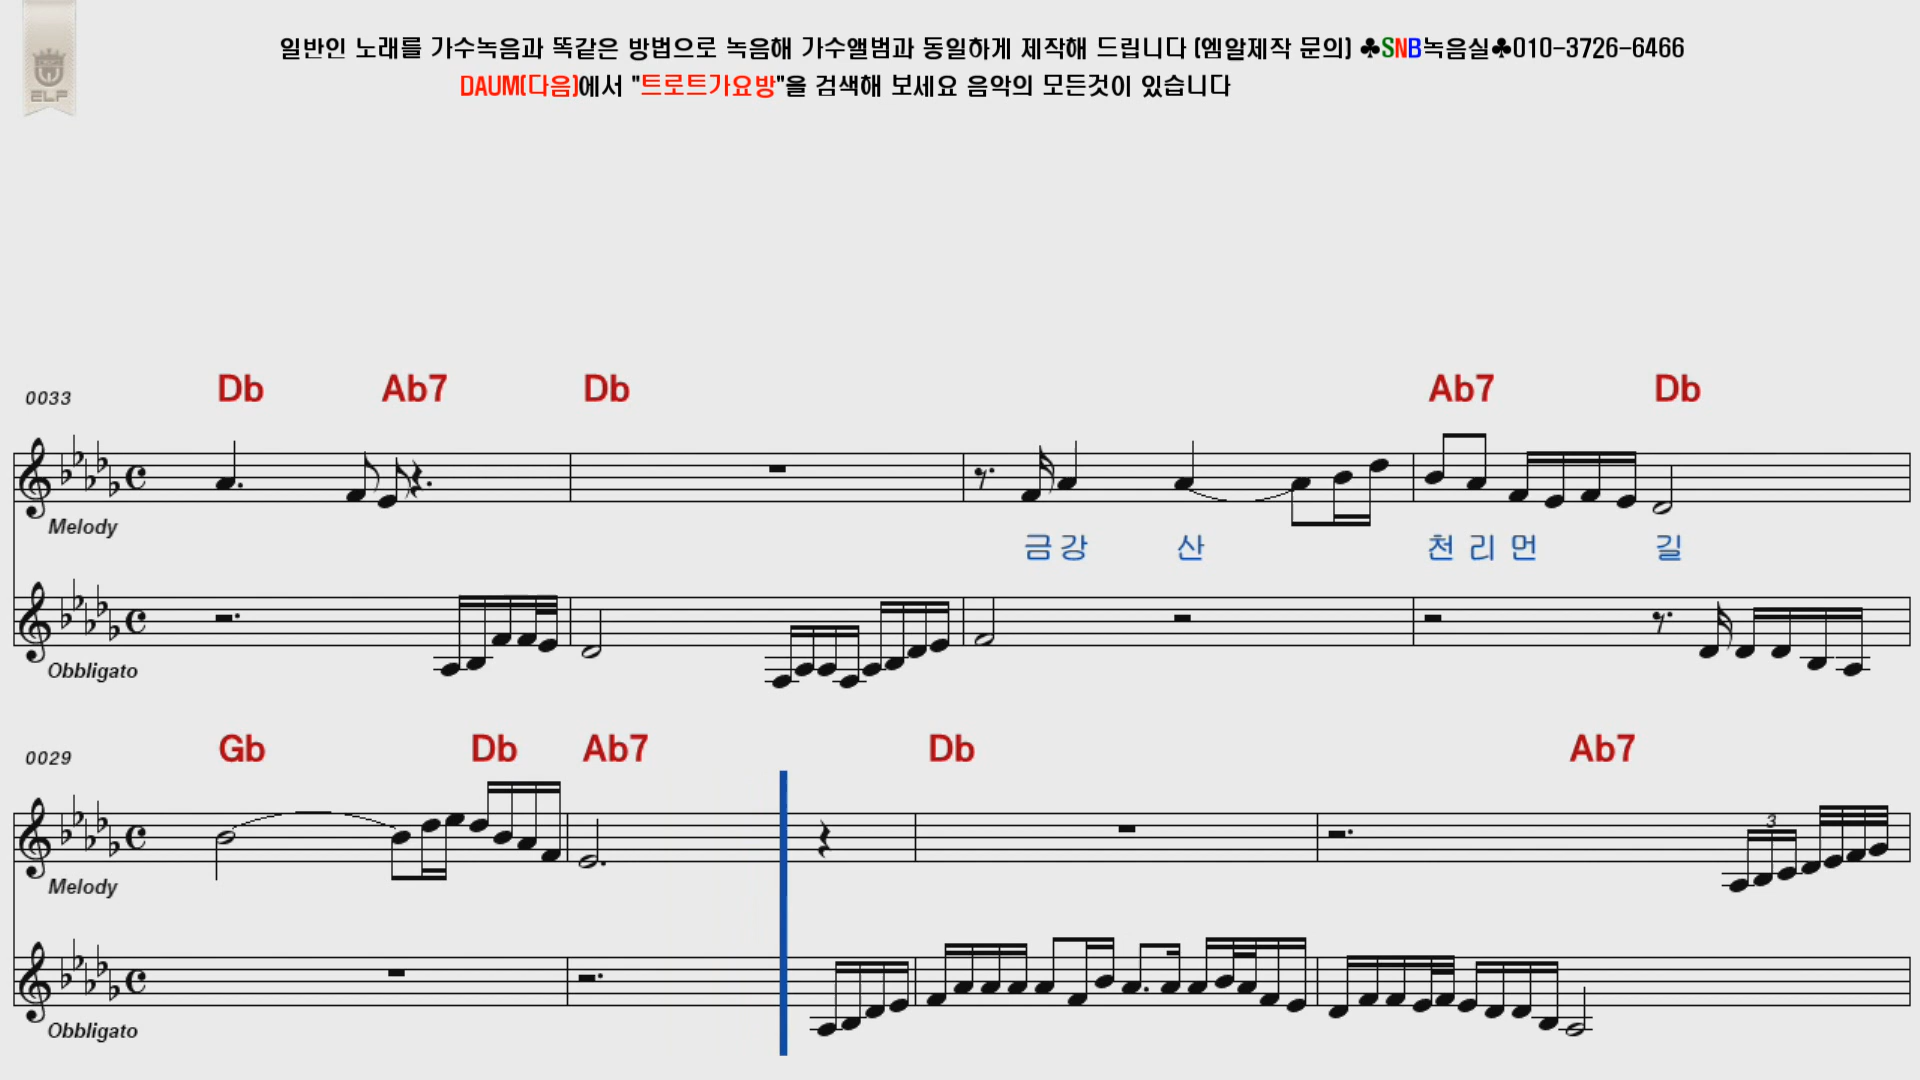 일반인 노래를 가수녹음과 똑같은 방법으로 녹음해 가수앨범과 동일하게 제작해 드립니다 (엠알제작 문의) ♣SNB녹음실♣010-3726-6466
DAUM(다음)에서 "트로트가요방"을 검색해 보세요 음악의 모든것이 있습니다
ELF
0033 Db Ab7 Db Ab7 Db
Melody
금 강 산 천 리 먼 길
Obbligato
0029 Gb Db Ab7 Db Ab7
3
Melody
Obbligato